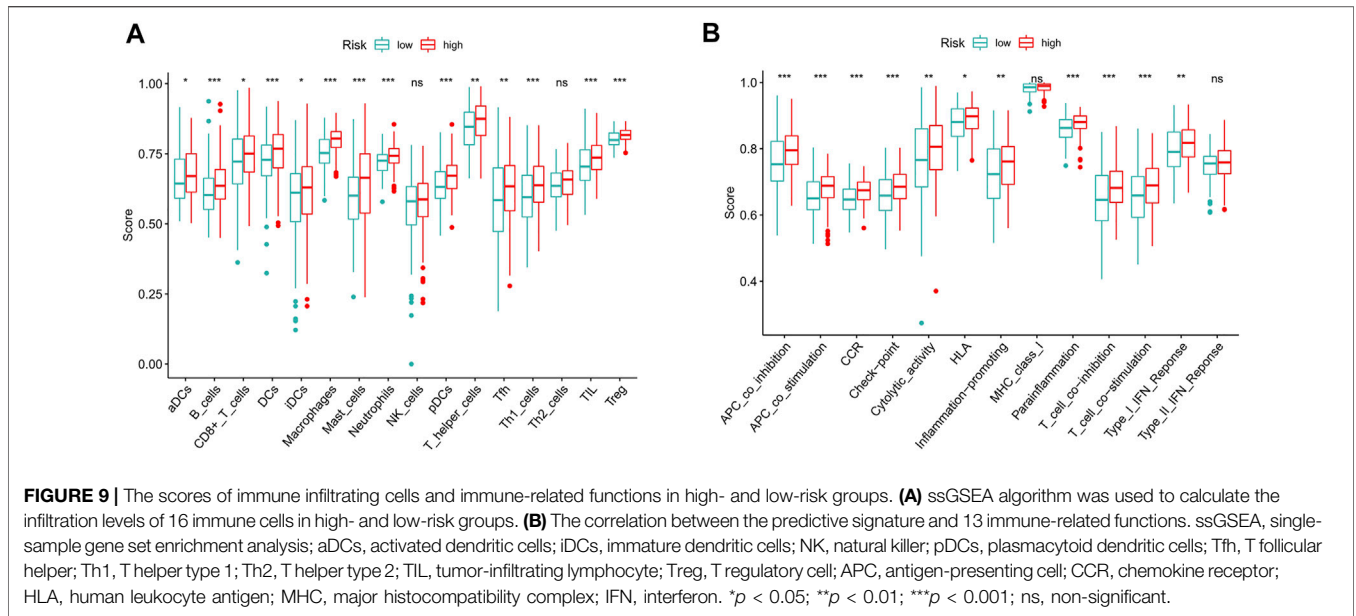 A
B
Risk low high
Risk low high
* *** * *** * *** *** *** ns *** ** ** *** ns *** ***
1.00
0.75
0.50
0.25
0.00
Score
aDCs
B_cells
CD8+_T_cells
DCs
iDCs
Macrophages
Mast_cells
Neutrophils
NK_cells
pDCs
T_helper_cells
Tfh
Th1_cells
Th2_cells
TIL
Treg
*** *** *** *** ** * ** ns *** *** *** ** ns
1.0
0.8
0.6
0.4
Score
APC_co_inhibition
APC_co_stimulation
CCR
Check-point
Cytolytic_activity
HLA
Inflammation-promoting
MHC_class_I
Parainflammation
T_cell_co-inhibition
T_cell_co-stimulation
Type_I_IFN_Reponse
Type_II_IFN_Reponse
FIGURE 9 | The scores of immune infiltrating cells and immune-related functions in high- and low-risk groups. (A) ssGSEA algorithm was used to calculate the
infiltration levels of 16 immune cells in high- and low-risk groups. (B) The correlation between the predictive signature and 13 immune-related functions. ssGSEA, single-
sample gene set enrichment analysis; aDCs, activated dendritic cells; iDCs, immature dendritic cells; NK, natural killer; pDCs, plasmacytoid dendritic cells; Tfh, T follicular
helper; Th1, T helper type 1; Th2, T helper type 2; TIL, tumor-infiltrating lymphocyte; Treg, T regulatory cell; APC, antigen-presenting cell; CCR, chemokine receptor;
HLA, human leukocyte antigen; MHC, major histocompatibility complex; IFN, interferon. *p < 0.05; **p < 0.01; ***p < 0.001; ns, non-significant.